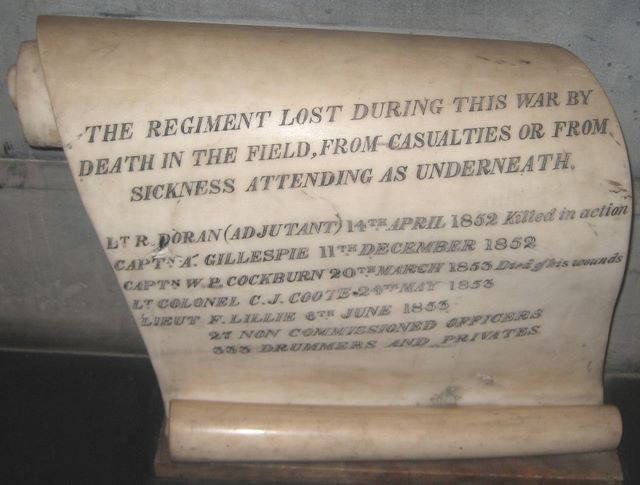 THE REGIMENT LOST DURING THIS WAR BY
DEATH IN THE FIELD, FROM CASUALTIES OR FROM
SICKNESS ATTENDING AS UNDERNEATH.
LT R. DORAN (ADJUTANT) 14TH APRIL 1852 Killed in action
CAPTN A. GILLESPIE 11TH DECEMBER 1852
CAPTN W. P. COCKBURN 20TH MARCH 1853 Died of his wounds
LT COLONEL C. J. COOTE 24TH MAY 1853
LIEUT F. LILLIE 6TH JUNE 1853
27 NON COMMISSIONED OFFICERS
333 DRUMMERS AND PRIVATES